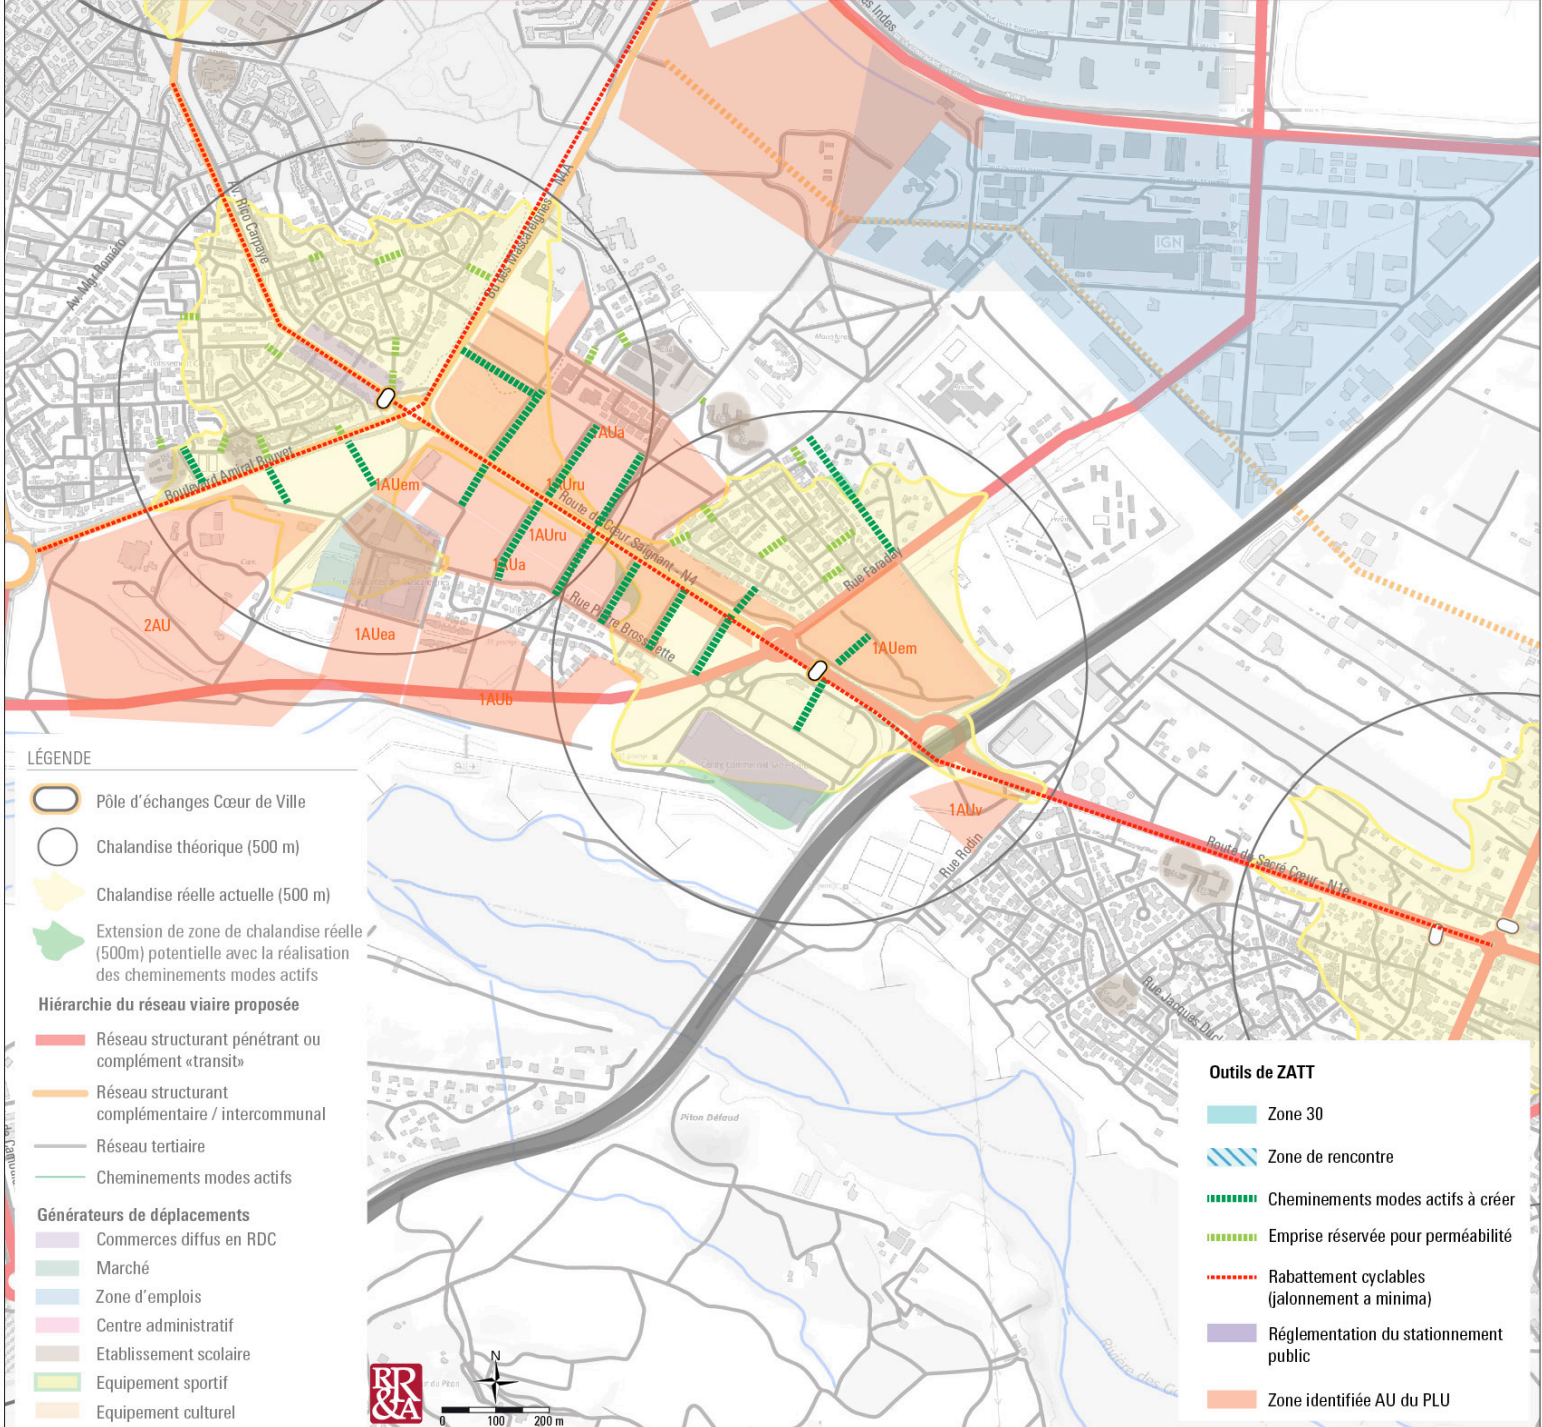 Av. Rico Carpaye
Av. Mgr Roméro
Bd des Mascareignes - N4A
IGN
Boulevard Amiral Bouvet
1AUa
1AUem
1AUru
Route de Cœur Saignant - N4
1AUru
1AUa
Rue Faraday
Rue Pierre Brossolette
2AU
1AUea
1AUem
1AUb
1AUv
Rue Rodin
Route de Sacré Cœur - N1e
Piton Défaud
LÉGENDE
Pôle d'échanges Cœur de Ville
Chalandise théorique (500 m)
Chalandise réelle actuelle (500 m)
Extension de zone de chalandise réelle
(500m) potentielle avec la réalisation
des cheminements modes actifs
Hiérarchie du réseau viaire proposée
Réseau structurant pénétrant ou
complément «transit»
Réseau structurant
complémentaire / intercommunal
Réseau tertiaire
Cheminements modes actifs
Générateurs de déplacements
Commerces diffus en RDC
Marché
Zone d'emplois
Centre administratif
Etablissement scolaire
Equipement sportif
Equipement culturel
RR
&A
N
0 100 200 m
Outils de ZATT
Zone 30
Zone de rencontre
Cheminements modes actifs à créer
Emprise réservée pour perméabilité
Rabattement cyclables
(jalonnement a minima)
Réglementation du stationnement
public
Zone identifiée AU du PLU